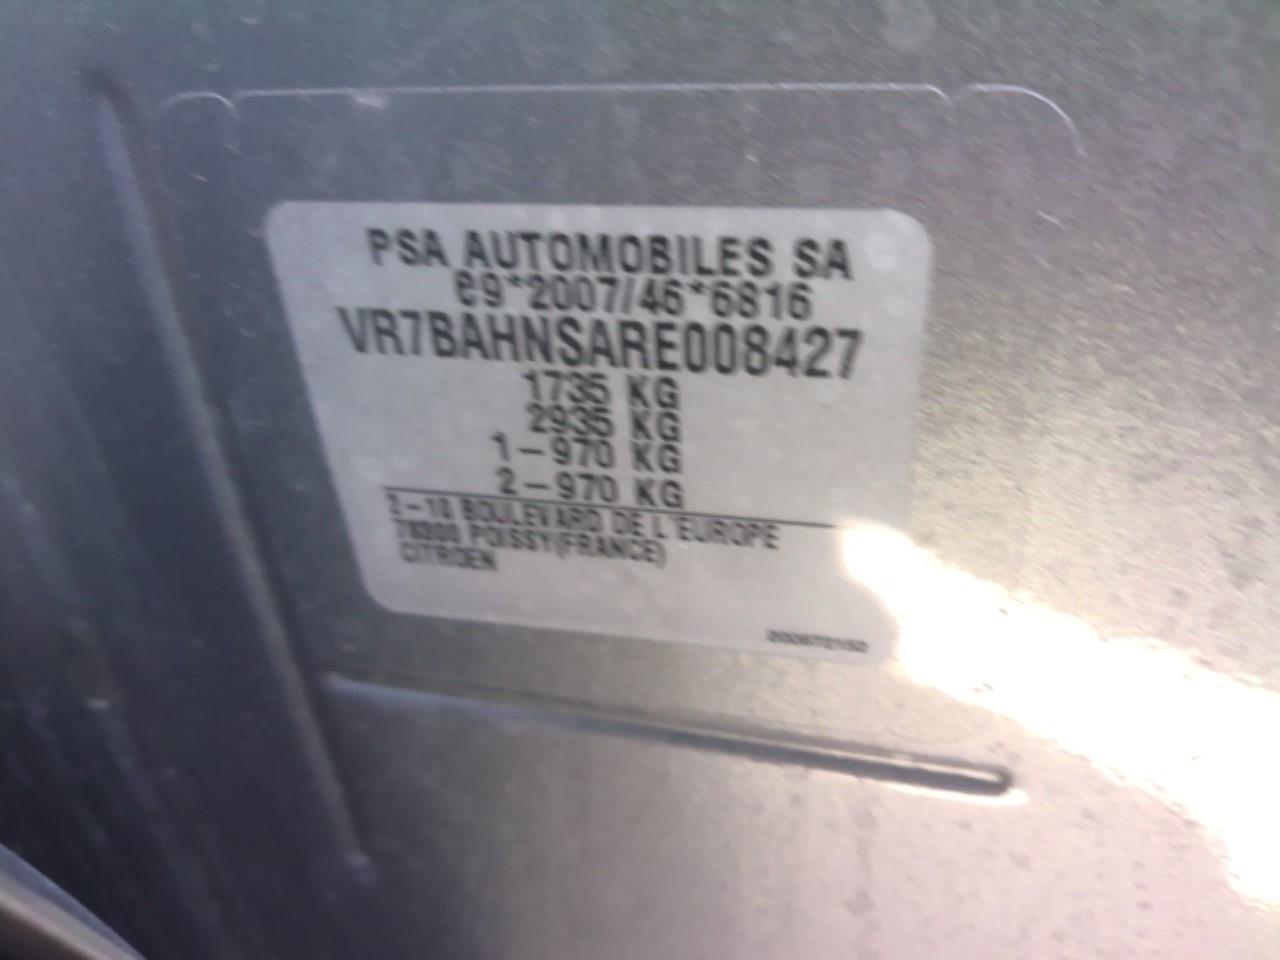 PSA AUTOMOBILES SA
e9*2007/46*6816
VR7BAHNSARE008427
1735 KG
2935 KG
1-970 KG
2-970 KG
2-10 BOULEVARD DE L'EUROPE
78300 POISSY(FRANCE)
CITROEN